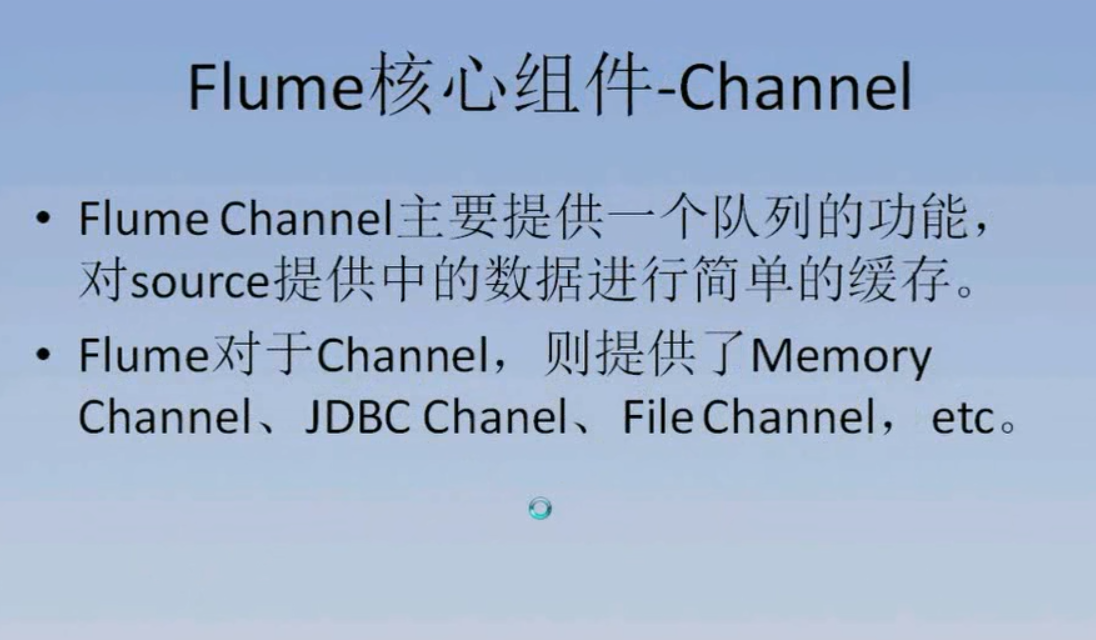 Flume核心组件-Channel
• Flume Channel主要提供一个队列的功能，
对source提供中的数据进行简单的缓存。
• Flume对于Channel，则提供了Memory
Channel、JDBC Chanel、File Channel，etc。